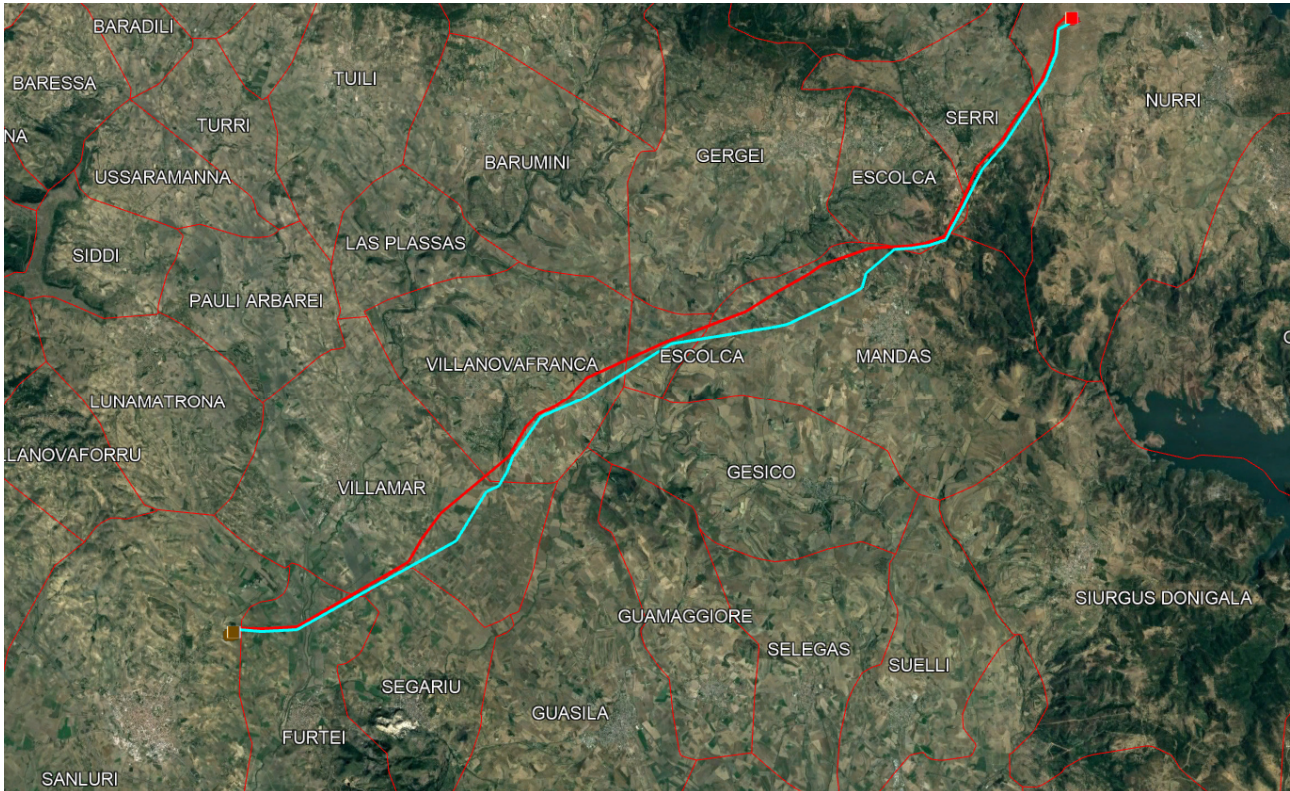 BARADILI
BARESSA
TUILI
NURRI
SERRI
TURRI
NA
BARUMINI
GERGEI
ESCOLCA
USSARAMANNA
LAS PLASSAS
SIDDI
PAULI ARBAREI
VILLANOVAFRANCA
ESCOLCA
MANDAS
LUNAMATRONA
LLANOVAFORRU
VILLAMAR
GESICO
SIURGUS DONIGALA
GUAMAGGIORE
SELEGAS
SUELLI
SEGARIU
GUASILA
FURTEI
SANLURI